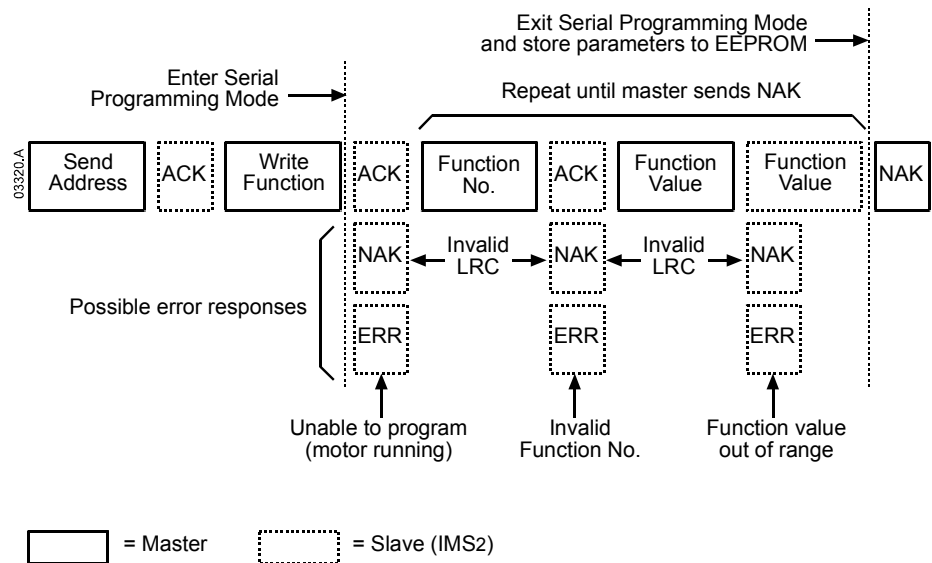 Exit Serial Programming Mode
and store parameters to EEPROM
Enter Serial
Programming Mode
Repeat until master sends NAK
03320.A
Send
Address
ACK
Write
Function
ACK
Function
No.
ACK
Function
Value
Function
Value
NAK
NAK
Invalid
LRC
NAK
Invalid
LRC
NAK
Possible error responses
ERR
ERR
ERR
Unable to program
(motor running)
Invalid
Function No.
Function value
out of range
= Master
= Slave (IMS2)